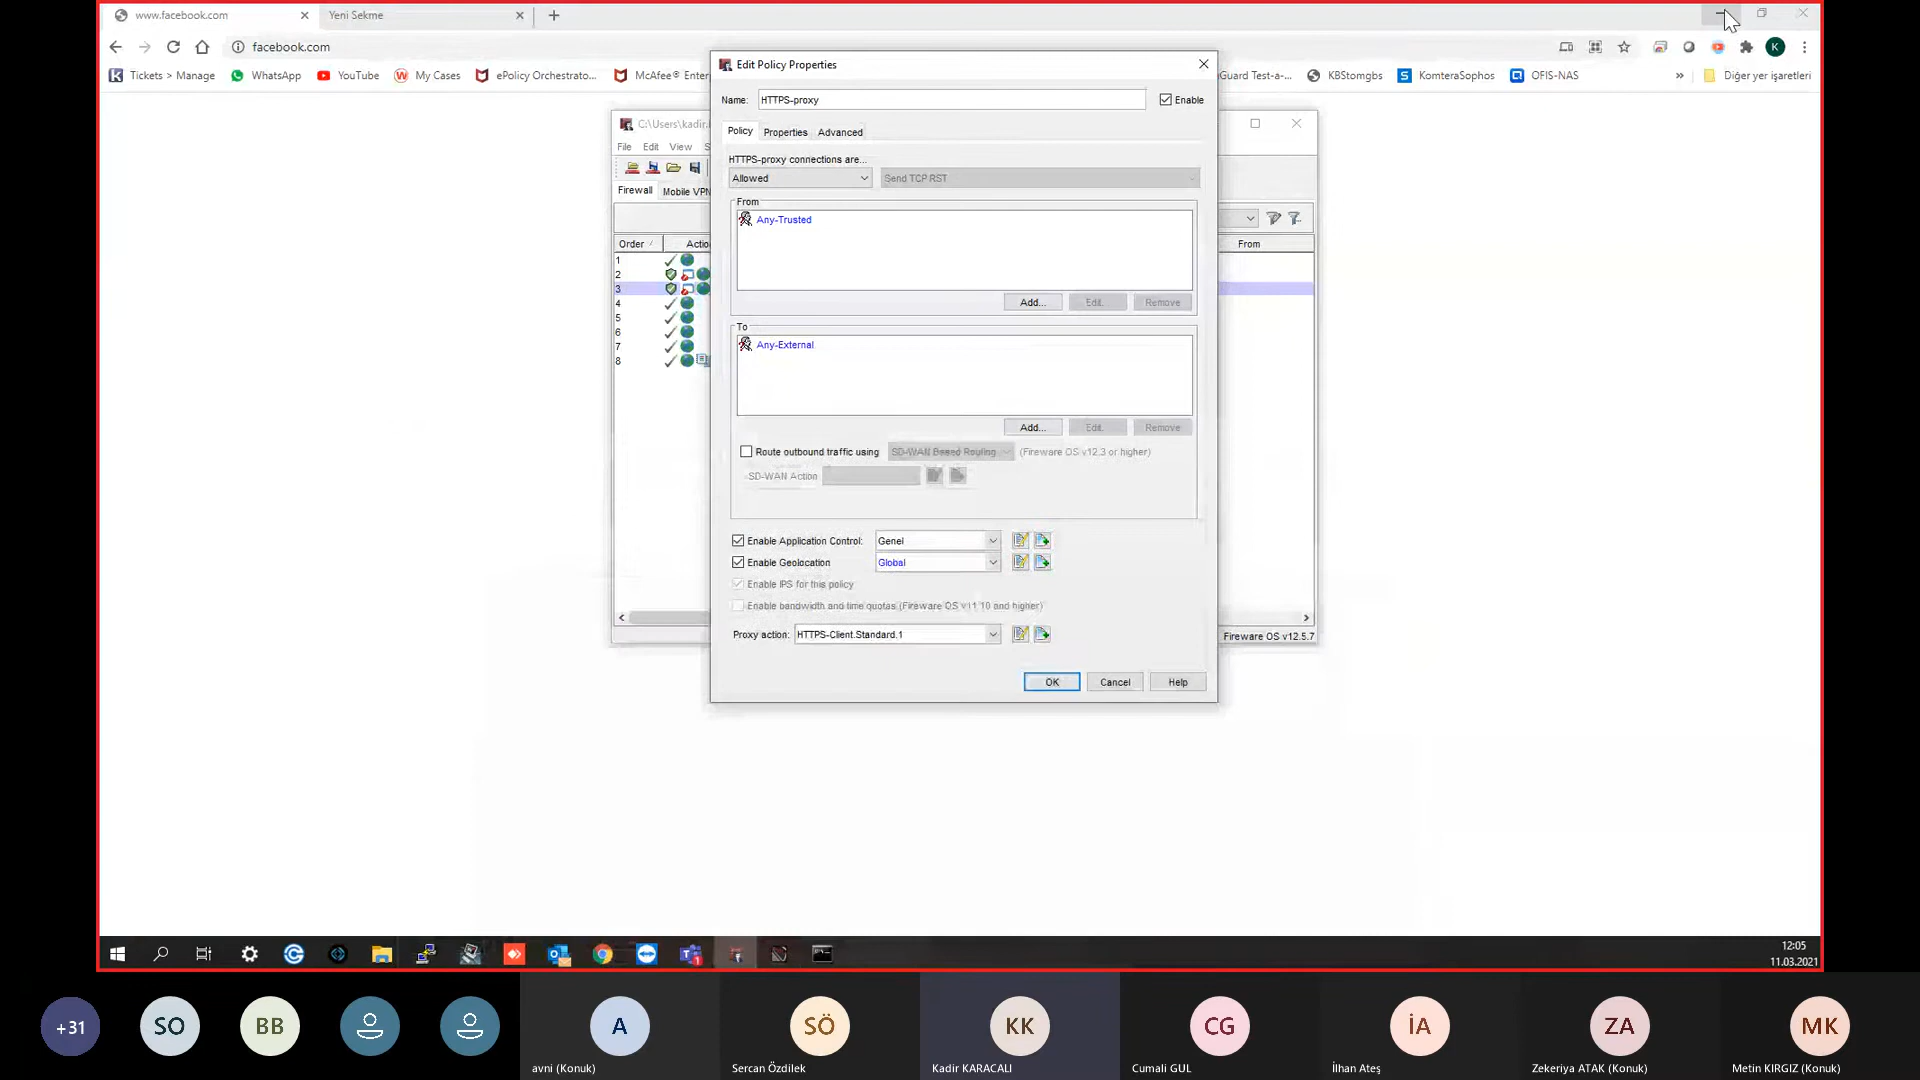 www.facebook.com
Yeni Sekme
facebook.com
Tickets > Manage
WhatsApp
YouTube
My Cases
ePolicy Orchestrato...
McAfee® Enter
Guard Test-a-...
KBStomgbs
KomteraSophos
OFIS-NAS
»
Diğer yer işaretleri
K
Edit Policy Properties
Name:
HTTPS-proxy
Enable
C:\Users\kadir.
Policy
Properties
Advanced
File
Edit
View
S
HTTPS-proxy connections are...
Allowed
Send TCP RST
Firewall
Mobile VPN
From
Any-Trusted
Order
Actio
From
1
2
3
4
5
6
7
8
Add...
Edit
Remove
To
Any-External
Add...
Edit
Remove
Route outbound traffic using
SD-WAN Based Routing
(Fireware OS v12.3 or higher)
SD-WAN Action
Enable Application Control:
Genel
Enable Geolocation
Global
Enable IPS for this policy
Enable bandwidth and time quotas (Fireware OS v11.10 and higher)
Proxy action:
HTTPS-Client.Standard.1
Fireware OS v12.5.7
OK
Cancel
Help
12:05
11.03.2021
+31
SO
BB
A
avni (Konuk)
SÖ
Sercan Özdilek
KK
Kadir KARACALI
CG
Cumali GUL
İA
İlhan Ateş
ZA
Zekeriya ATAK (Konuk)
MK
Metin KIRGIZ (Konuk)